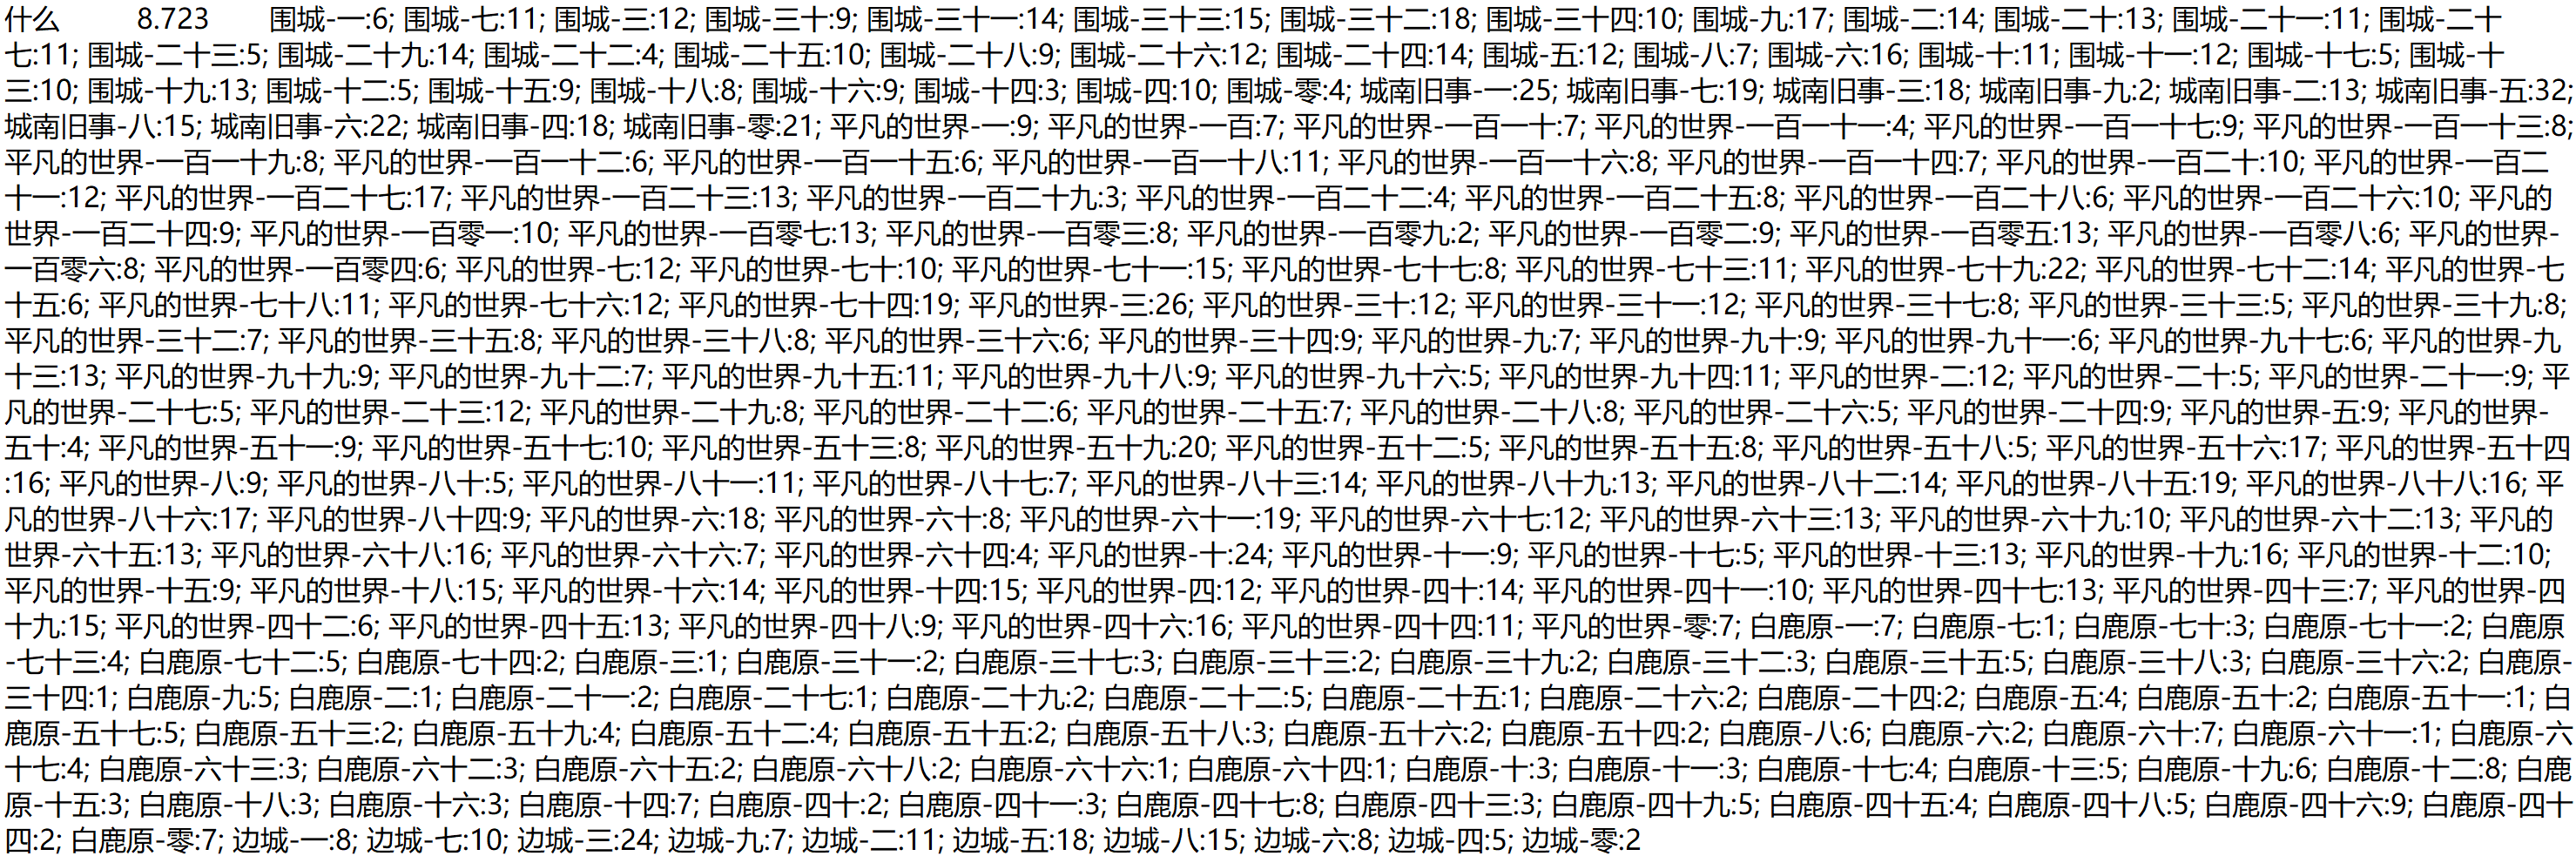 什么 8.723 围城-一:6; 围城-七:11; 围城-三:12; 围城-三十:9; 围城-三十一:14; 围城-三十三:15; 围城-三十二:18; 围城-三十四:10; 围城-九:17; 围城-二:14; 围城-二十:13; 围城-二十一:11; 围城-二十
七:11; 围城-二十三:5; 围城-二十九:14; 围城-二十二:4; 围城-二十五:10; 围城-二十八:9; 围城-二十六:12; 围城-二十四:14; 围城-五:12; 围城-八:7; 围城-六:16; 围城-十:11; 围城-十一:12; 围城-十七:5; 围城-十
三:10; 围城-十九:13; 围城-十二:5; 围城-十五:9; 围城-十八:8; 围城-十六:9; 围城-十四:3; 围城-四:10; 围城-零:4; 城南旧事-一:25; 城南旧事-七:19; 城南旧事-三:18; 城南旧事-九:2; 城南旧事-二:13; 城南旧事-五:32;
城南旧事-八:15; 城南旧事-六:22; 城南旧事-四:18; 城南旧事-零:21; 平凡的世界-一:9; 平凡的世界-一百:7; 平凡的世界-一百一十:7; 平凡的世界-一百一十一:4; 平凡的世界-一百一十七:9; 平凡的世界-一百一十三:8;
平凡的世界-一百一十九:8; 平凡的世界-一百一十二:6; 平凡的世界-一百一十五:6; 平凡的世界-一百一十八:11; 平凡的世界-一百一十六:8; 平凡的世界-一百一十四:7; 平凡的世界-一百二十:10; 平凡的世界-一百二
十一:12; 平凡的世界-一百二十七:17; 平凡的世界-一百二十三:13; 平凡的世界-一百二十九:3; 平凡的世界-一百二十二:4; 平凡的世界-一百二十五:8; 平凡的世界-一百二十八:6; 平凡的世界-一百二十六:10; 平凡的
世界-一百二十四:9; 平凡的世界-一百零一:10; 平凡的世界-一百零七:13; 平凡的世界-一百零三:8; 平凡的世界-一百零九:2; 平凡的世界-一百零二:9; 平凡的世界-一百零五:13; 平凡的世界-一百零八:6; 平凡的世界-
一百零六:8; 平凡的世界-一百零四:6; 平凡的世界-七:12; 平凡的世界-七十:10; 平凡的世界-七十一:15; 平凡的世界-七十七:8; 平凡的世界-七十三:11; 平凡的世界-七十九:22; 平凡的世界-七十二:14; 平凡的世界-七
十五:6; 平凡的世界-七十八:11; 平凡的世界-七十六:12; 平凡的世界-七十四:19; 平凡的世界-三:26; 平凡的世界-三十:12; 平凡的世界-三十一:12; 平凡的世界-三十七:8; 平凡的世界-三十三:5; 平凡的世界-三十九:8;
平凡的世界-三十二:7; 平凡的世界-三十五:8; 平凡的世界-三十八:8; 平凡的世界-三十六:6; 平凡的世界-三十四:9; 平凡的世界-九:7; 平凡的世界-九十:9; 平凡的世界-九十一:6; 平凡的世界-九十七:6; 平凡的世界-九
十三:13; 平凡的世界-九十九:9; 平凡的世界-九十二:7; 平凡的世界-九十五:11; 平凡的世界-九十八:9; 平凡的世界-九十六:5; 平凡的世界-九十四:11; 平凡的世界-二:12; 平凡的世界-二十:5; 平凡的世界-二十一:9; 平
凡的世界-二十七:5; 平凡的世界-二十三:12; 平凡的世界-二十九:8; 平凡的世界-二十二:6; 平凡的世界-二十五:7; 平凡的世界-二十八:8; 平凡的世界-二十六:5; 平凡的世界-二十四:9; 平凡的世界-五:9; 平凡的世界-
五十:4; 平凡的世界-五十一:9; 平凡的世界-五十七:10; 平凡的世界-五十三:8; 平凡的世界-五十九:20; 平凡的世界-五十二:5; 平凡的世界-五十五:8; 平凡的世界-五十八:5; 平凡的世界-五十六:17; 平凡的世界-五十四
:16; 平凡的世界-八:9; 平凡的世界-八十:5; 平凡的世界-八十一:11; 平凡的世界-八十七:7; 平凡的世界-八十三:14; 平凡的世界-八十九:13; 平凡的世界-八十二:14; 平凡的世界-八十五:19; 平凡的世界-八十八:16; 平
凡的世界-八十六:17; 平凡的世界-八十四:9; 平凡的世界-六:18; 平凡的世界-六十:8; 平凡的世界-六十一:19; 平凡的世界-六十七:12; 平凡的世界-六十三:13; 平凡的世界-六十九:10; 平凡的世界-六十二:13; 平凡的
世界-六十五:13; 平凡的世界-六十八:16; 平凡的世界-六十六:7; 平凡的世界-六十四:4; 平凡的世界-十:24; 平凡的世界-十一:9; 平凡的世界-十七:5; 平凡的世界-十三:13; 平凡的世界-十九:16; 平凡的世界-十二:10;
平凡的世界-十五:9; 平凡的世界-十八:15; 平凡的世界-十六:14; 平凡的世界-十四:15; 平凡的世界-四:12; 平凡的世界-四十:14; 平凡的世界-四十一:10; 平凡的世界-四十七:13; 平凡的世界-四十三:7; 平凡的世界-四
十九:15; 平凡的世界-四十二:6; 平凡的世界-四十五:13; 平凡的世界-四十八:9; 平凡的世界-四十六:16; 平凡的世界-四十四:11; 平凡的世界-零:7; 白鹿原-一:7; 白鹿原-七:1; 白鹿原-七十:3; 白鹿原-七十一:2; 白鹿原
-七十三:4; 白鹿原-七十二:5; 白鹿原-七十四:2; 白鹿原-三:1; 白鹿原-三十一:2; 白鹿原-三十七:3; 白鹿原-三十三:2; 白鹿原-三十九:2; 白鹿原-三十二:3; 白鹿原-三十五:5; 白鹿原-三十八:3; 白鹿原-三十六:2; 白鹿原-
三十四:1; 白鹿原-九:5; 白鹿原-二:1; 白鹿原-二十一:2; 白鹿原-二十七:1; 白鹿原-二十九:2; 白鹿原-二十二:5; 白鹿原-二十五:1; 白鹿原-二十六:2; 白鹿原-二十四:2; 白鹿原-五:4; 白鹿原-五十:2; 白鹿原-五十一:1; 白
鹿原-五十七:5; 白鹿原-五十三:2; 白鹿原-五十九:4; 白鹿原-五十二:4; 白鹿原-五十五:2; 白鹿原-五十八:3; 白鹿原-五十六:2; 白鹿原-五十四:2; 白鹿原-八:6; 白鹿原-六:2; 白鹿原-六十:7; 白鹿原-六十一:1; 白鹿原-六
十七:4; 白鹿原-六十三:3; 白鹿原-六十二:3; 白鹿原-六十五:2; 白鹿原-六十八:2; 白鹿原-六十六:1; 白鹿原-六十四:1; 白鹿原-十:3; 白鹿原-十一:3; 白鹿原-十七:4; 白鹿原-十三:5; 白鹿原-十九:6; 白鹿原-十二:8; 白鹿
原-十五:3; 白鹿原-十八:3; 白鹿原-十六:3; 白鹿原-十四:7; 白鹿原-四十:2; 白鹿原-四十一:3; 白鹿原-四十七:8; 白鹿原-四十三:3; 白鹿原-四十九:5; 白鹿原-四十五:4; 白鹿原-四十八:5; 白鹿原-四十六:9; 白鹿原-四十
四:2; 白鹿原-零:7; 边城-一:8; 边城-七:10; 边城-三:24; 边城-九:7; 边城-二:11; 边城-五:18; 边城-八:15; 边城-六:8; 边城-四:5; 边城-零:2